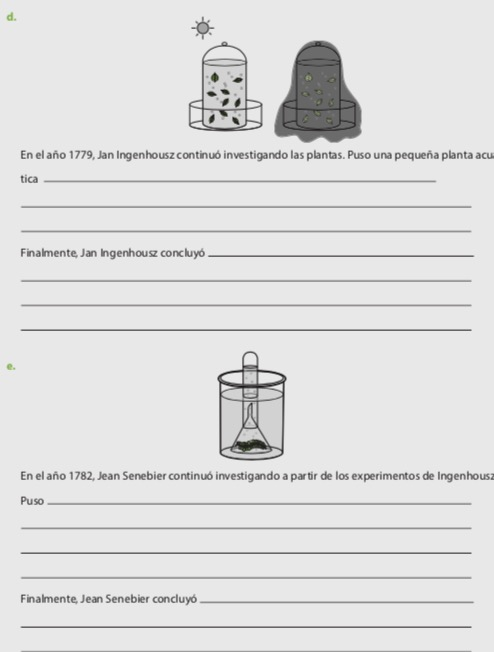 d.
En el año 1779, Jan Ingenhousz continuó investigando las plantas. Puso una pequeña planta acuá
tica
Finalmente, Jan Ingenhousz concluyó
e.
En el año 1782, Jean Senebier continuó investigando a partir de los experimentos de Ingenhousz
Puso
Finalmente, Jean Senebier concluyó